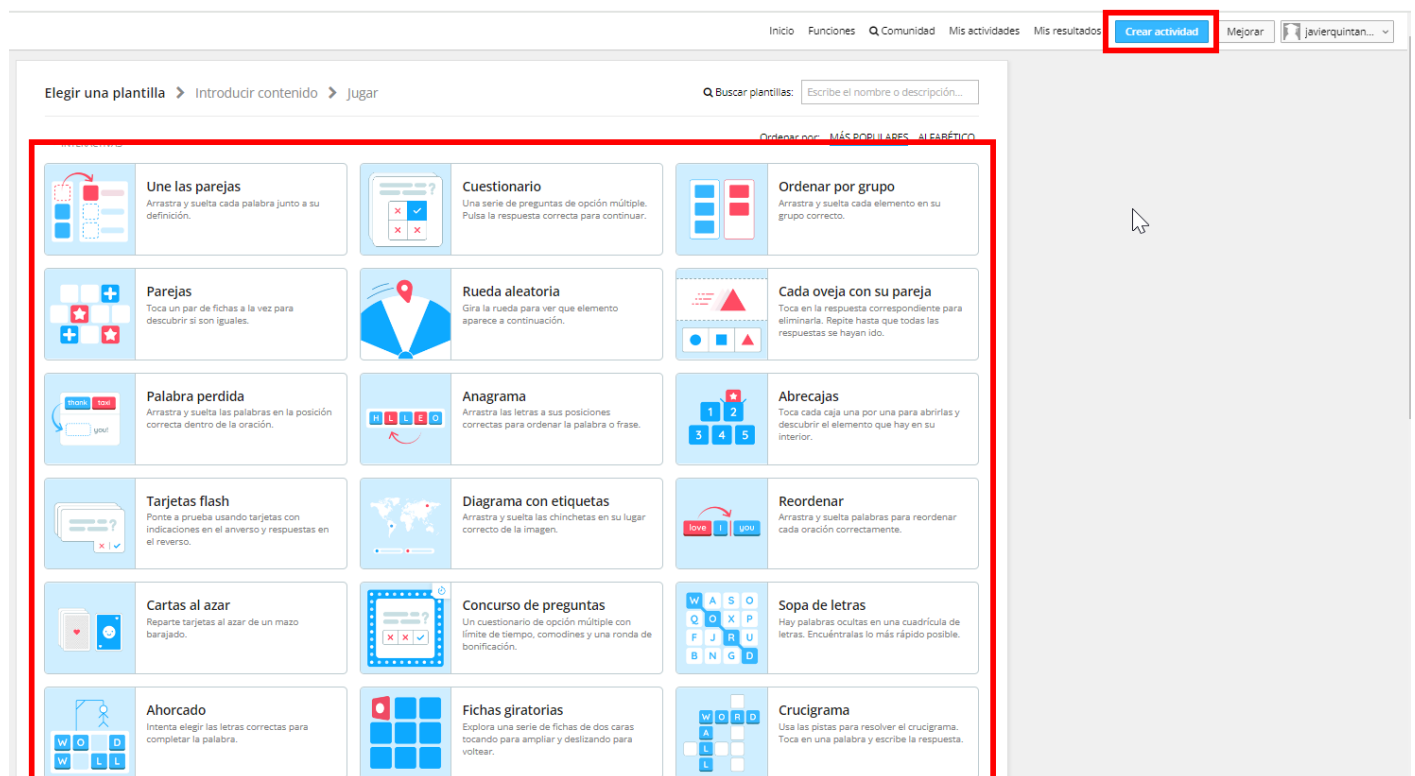 Inicio Funciones Comunidad Mis actividades Mis resultados Crear actividad Mejorar javierquintan...
Elegir una plantilla Introducir contenido Jugar Buscar plantillas: Escribe el nombre o descripción...
Ordenar por: MÁS POPULARES ALFABÉTICO
INTERACTIVAS
Une las parejas
Arrastra y suelta cada palabra junto a su
definición.
Cuestionario
Una serie de preguntas de opción múltiple.
Pulsa la respuesta correcta para continuar.
Ordenar por grupo
Arrastra y suelta cada elemento en su
grupo correcto.
Parejas
Toca un par de fichas a la vez para
descubrir si son iguales.
Rueda aleatoria
Gira la rueda para ver que elemento
aparece a continuación.
Cada oveja con su pareja
Toca en la respuesta correspondiente para
eliminarla. Repite hasta que todas las
respuestas se hayan ido.
thank taxi
you!
Palabra perdida
Arrastra y suelta las palabras en la posición
correcta dentro de la oración.
H L L E O
Anagrama
Arrastra las letras a sus posiciones
correctas para ordenar la palabra o frase.
1 2
3 4 5
Abrecajas
Toca cada caja una por una para abrirlas y
descubrir el elemento que hay en su
interior.
?
Tarjetas flash
Ponte a prueba usando tarjetas con
indicaciones en el anverso y respuestas en
el reverso.
Diagrama con etiquetas
Arrastra y suelta las chinchetas en su lugar
correcto de la imagen.
love I you
Reordenar
Arrastra y suelta palabras para reordenar
cada oración correctamente.
Cartas al azar
Reparte tarjetas al azar de un mazo
barajado.
?
Concurso de preguntas
Un cuestionario de opción múltiple con
límite de tiempo, comodines y una ronda de
bonificación.
W A S O
Q O X P
F J R U
B N G D
Sopa de letras
Hay palabras ocultas en una cuadrícula de
letras. Encuéntralas lo más rápido posible.
W O D
W L L
Ahorcado
Intenta elegir las letras correctas para
completar la palabra.
Fichas giratorias
Explora una serie de fichas de dos caras
tocando para ampliar y deslizando para
voltear.
W O R D
A
L
L
Crucigrama
Usa las pistas para resolver el crucigrama.
Toca en una palabra y escribe la respuesta.